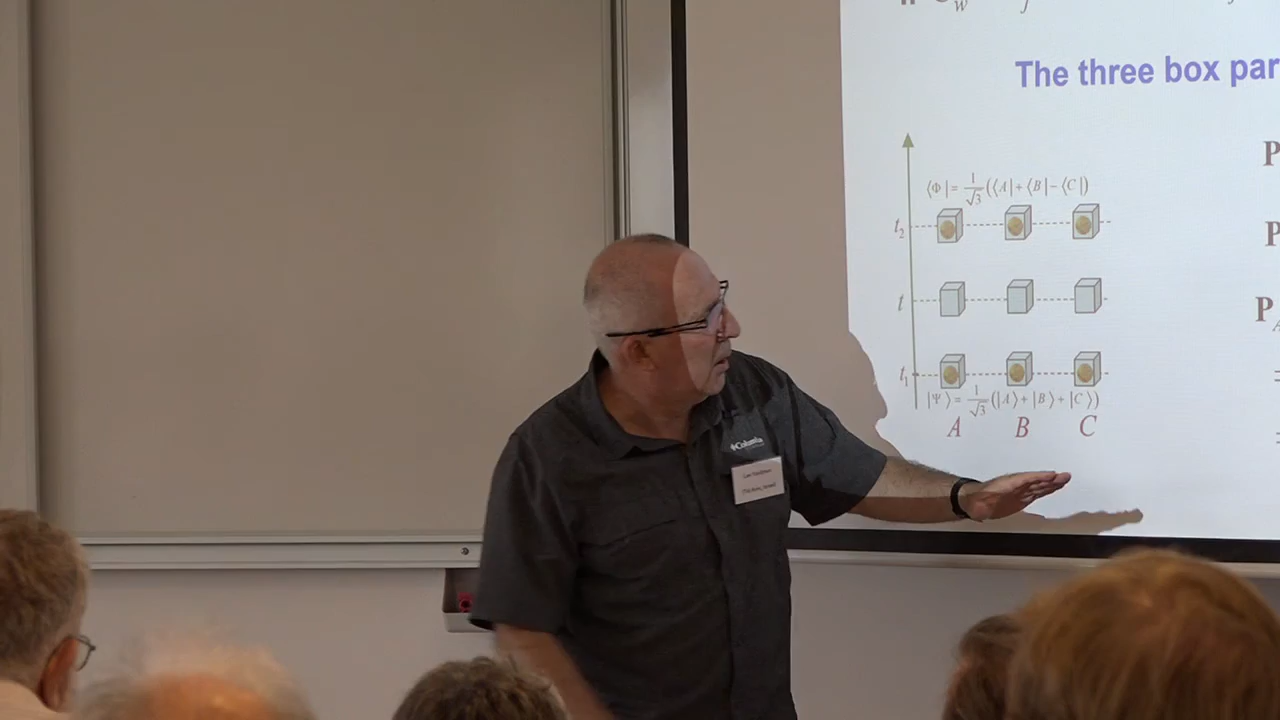 The three box par
⟨Φ| = 1/√3 (⟨A| + ⟨B| − ⟨C|)
t₂
t
t₁
|Ψ⟩ = 1/√3 (|A⟩ + |B⟩ + |C⟩)
A B C
P
P
P
Columbia